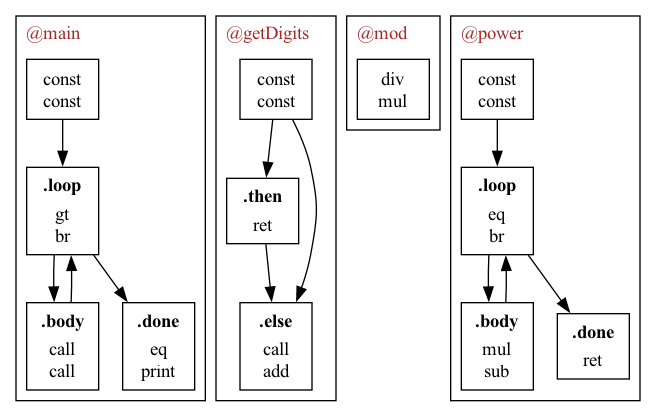 @main
const
const
.loop
gt
br
.body
call
call
.done
eq
print
@getDigits
const
const
.then
ret
.else
call
add
@mod
div
mul
@power
const
const
.loop
eq
br
.body
mul
sub
.done
ret